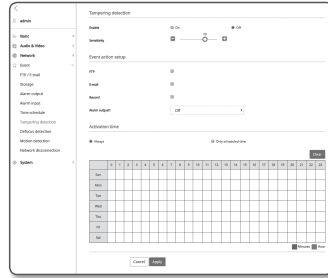 admin
Basic
Audio & Video
Network
Event
FTP / E-mail
Storage
Alarm output
Alarm input
Time schedule
Tampering detection
Defocus detection
Motion detection
Network disconnection
System
Tampering detection
Enable On Off
Sensitivity
Event action setup
FTP
E-mail
Record
Alarm output1 Off
Activation time
Always Only scheduled time
Clear
0 1 2 3 4 5 6 7 8 9 10 11 12 13 14 15 16 17 18 19 20 21 22 23
Sun
Mon
Tue
Wed
Thu
Fri
Sat
Minutes Hour
Cancel Apply